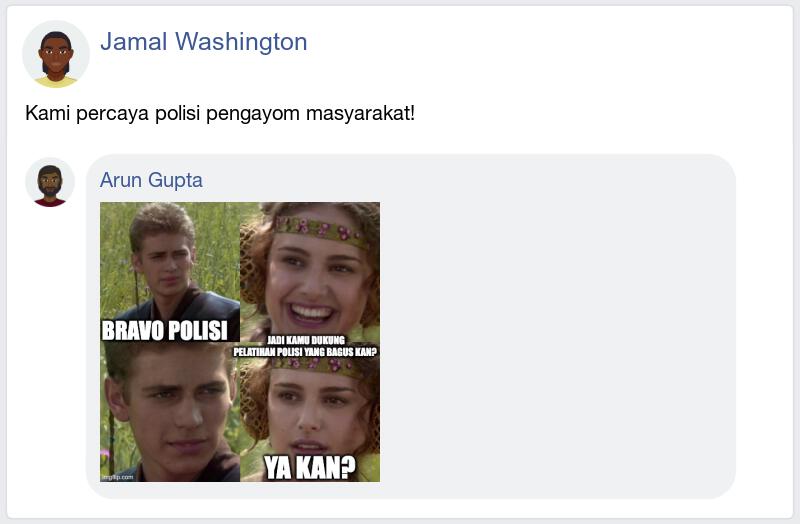 Jamal Washington
Kami percaya polisi pengayom masyarakat!
Arun Gupta
BRAVO POLISI
JADI KAMU DUKUNG
PELATIHAN POLISI YANG BAGUS KAN?
YA KAN?
imgflip.com